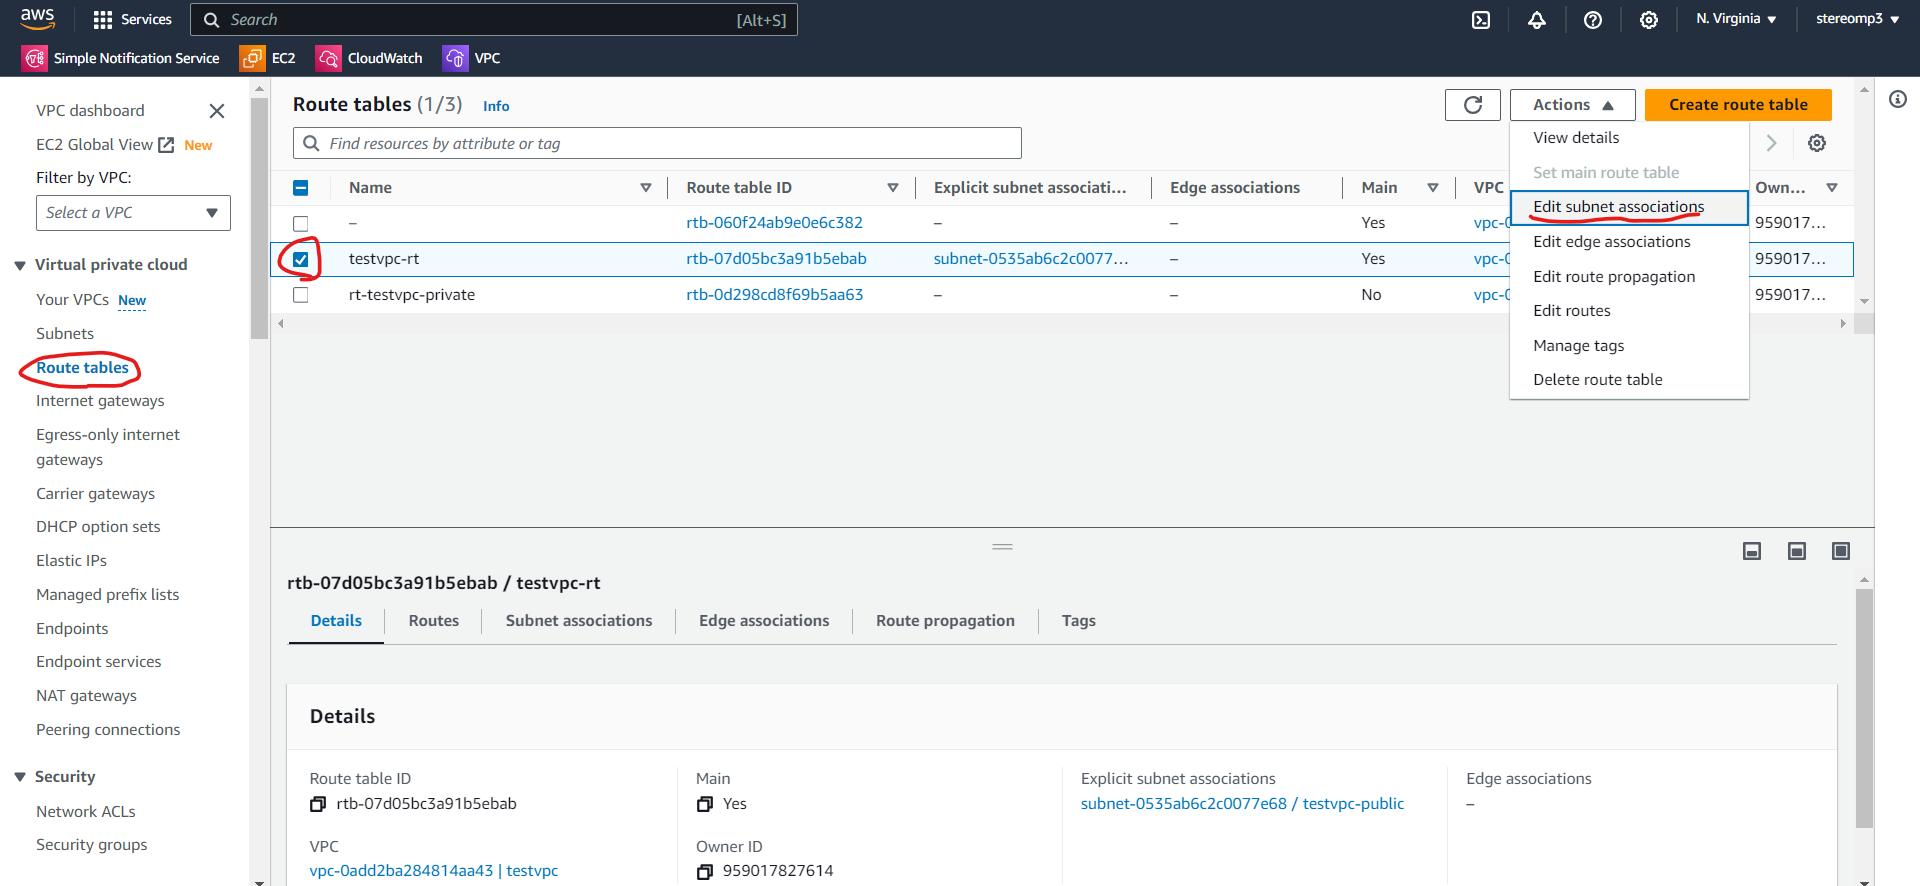 aws
Services
Search
[Alt+S]
N. Virginia
stereomp3
Simple Notification Service
EC2
CloudWatch
VPC
VPC dashboard
EC2 Global View
New
Filter by VPC:
Select a VPC
Virtual private cloud
Your VPCs New
Subnets
Route tables
Internet gateways
Egress-only internet
gateways
Carrier gateways
DHCP option sets
Elastic IPs
Managed prefix lists
Endpoints
Endpoint services
NAT gateways
Peering connections
Security
Network ACLs
Security groups
Route tables (1/3) Info
Actions
Create route table
Find resources by attribute or tag
View details
Set main route table
Edit subnet associations
Edit edge associations
Edit route propagation
Edit routes
Manage tags
Delete route table
Name Route table ID Explicit subnet associati... Edge associations Main VPC Own...
– rtb-060f24ab9e0e6c382 – – Yes vpc-0 959017...
testvpc-rt rtb-07d05bc3a91b5ebab subnet-0535ab6c2c0077... – Yes vpc-0 959017...
rt-testvpc-private rtb-0d298cd8f69b5aa63 – – No vpc-0 959017...
rtb-07d05bc3a91b5ebab / testvpc-rt
Details Routes Subnet associations Edge associations Route propagation Tags
Details
Route table ID
rtb-07d05bc3a91b5ebab
Main
Yes
Explicit subnet associations
subnet-0535ab6c2c0077e68 / testvpc-public
Edge associations
–
VPC
vpc-0add2ba284814aa43 | testvpc
Owner ID
959017827614